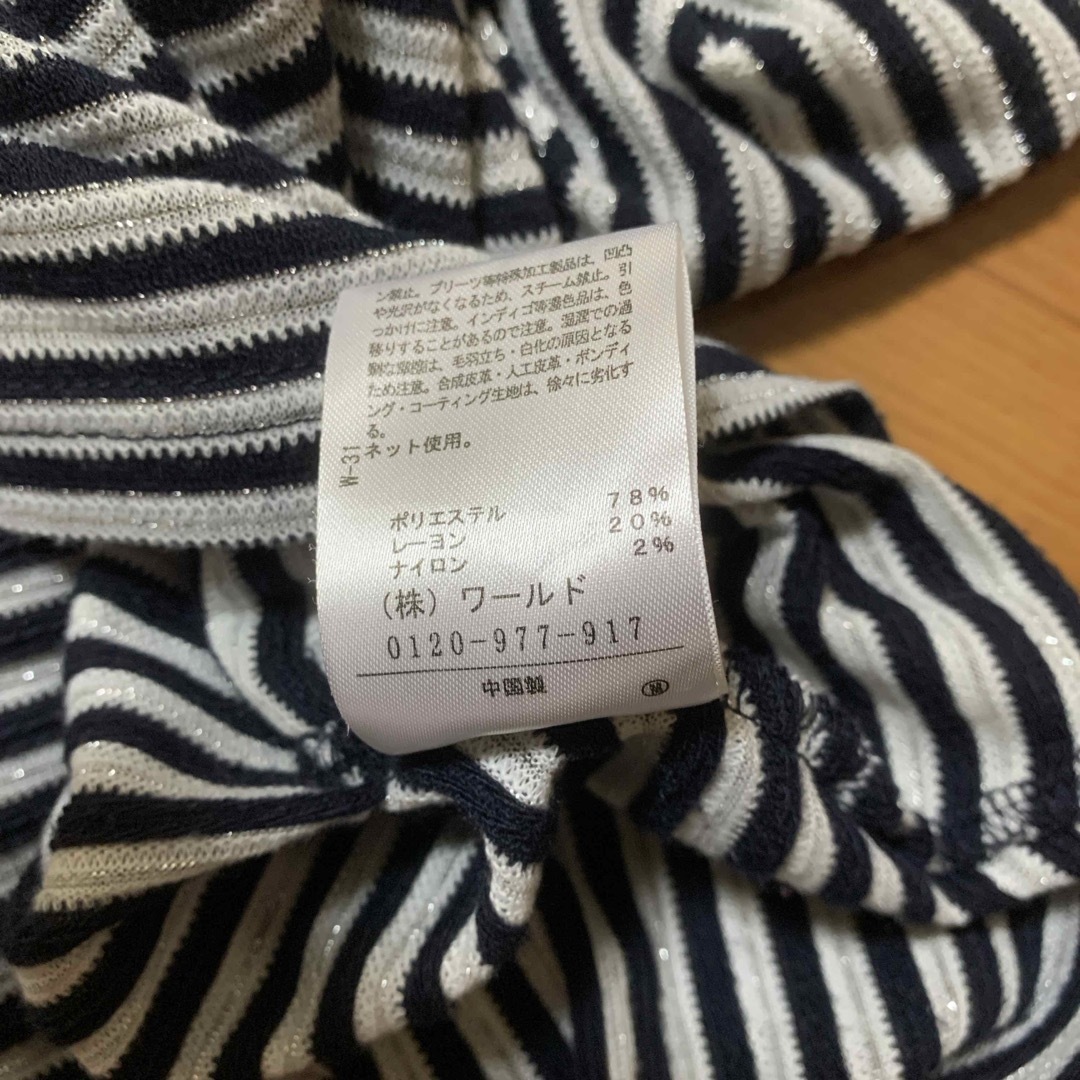 ン禁止。プリーツ等特殊加工製品は、凹凸
や光沢がなくなるため、スチーム禁止。引
っかけに注意。インディゴ等濃色品は、色
移りすることがあるので注意。湿潤での過
剰な摩擦は、毛羽立ち・白化の原因となる
ため注意。合成皮革・人工皮革・ボンディ
ング・コーティング生地は、徐々に劣化す
る。
ネット使用。
W-31
ポリエステル 78%
レーヨン 20%
ナイロン 2%
(株)ワールド
0120-977-917
中国製 M